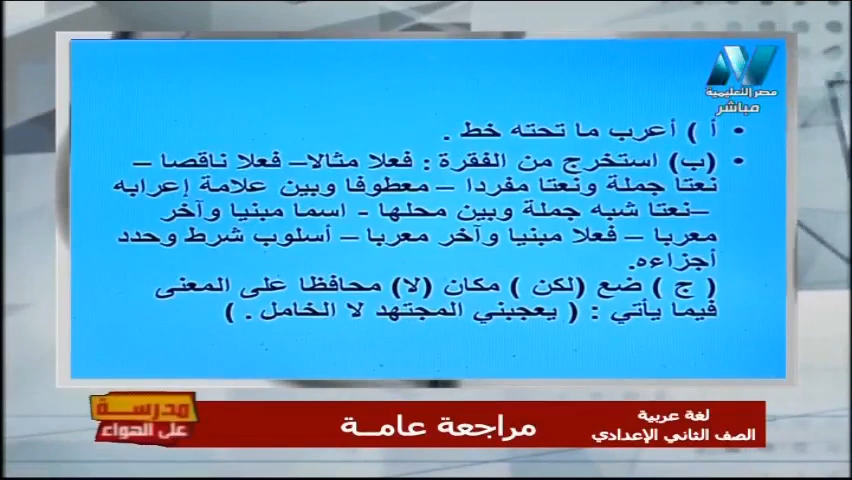 مصر التعليمية
مباشر
• أ ) أعرب ما تحته خط .
• (ب) استخرج من الفقرة : فعلا مثالا– فعلا ناقصا –
نعتا جملة ونعتا مفردا – معطوفا وبين علامة إعرابه
–نعتا شبه جملة وبين محلها - اسما مبنيا وآخر
معربا – فعلا مبنيا وآخر معربا – أسلوب شرط وحدد
أجزاءه.
( ج ) ضع (لكن ) مكان (لا) محافظا على المعنى
فيما يأتي : ( يعجبني المجتهد لا الخامل . )
لغة عربية
الصف الثاني الإعدادي
مراجعة عامــة
مدرســة
على الهواء